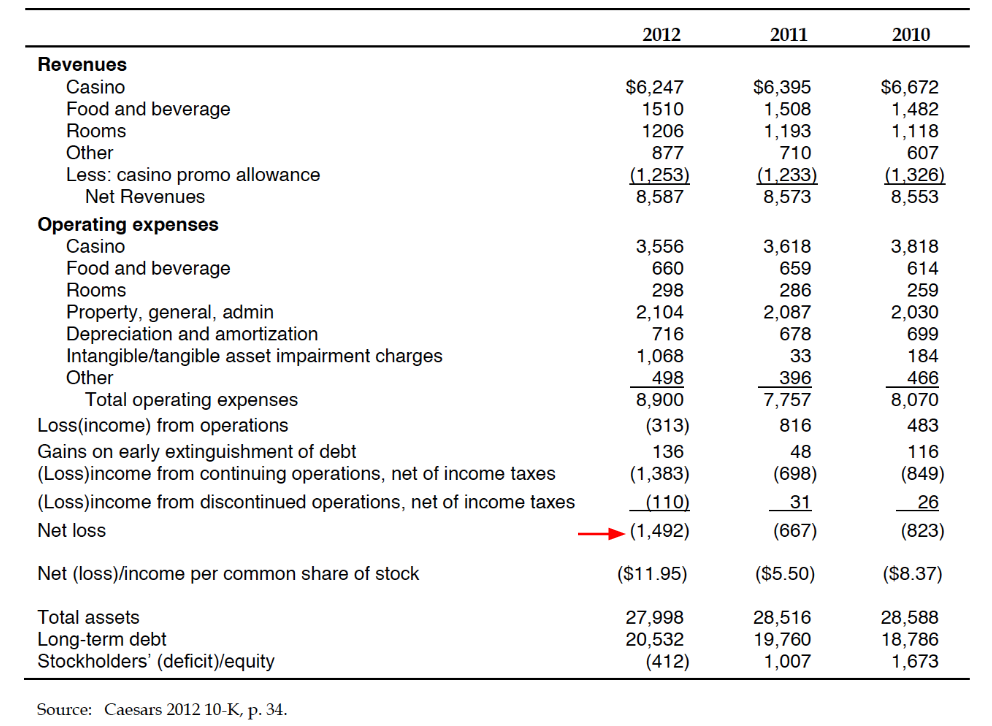 2012 2011 2010
Revenues
Casino $6,247 $6,395 $6,672
Food and beverage 1510 1,508 1,482
Rooms 1206 1,193 1,118
Other 877 710 607
Less: casino promo allowance (1,253) (1,233) (1,326)
Net Revenues 8,587 8,573 8,553
Operating expenses
Casino 3,556 3,618 3,818
Food and beverage 660 659 614
Rooms 298 286 259
Property, general, admin 2,104 2,087 2,030
Depreciation and amortization 716 678 699
Intangible/tangible asset impairment charges 1,068 33 184
Other 498 396 466
Total operating expenses 8,900 7,757 8,070
Loss(income) from operations (313) 816 483
Gains on early extinguishment of debt 136 48 116
(Loss)income from continuing operations, net of income taxes (1,383) (698) (849)
(Loss)income from discontinued operations, net of income taxes (110) 31 26
Net loss (1,492) (667) (823)
Net (loss)/income per common share of stock ($11.95) ($5.50) ($8.37)
Total assets 27,998 28,516 28,588
Long-term debt 20,532 19,760 18,786
Stockholders' (deficit)/equity (412) 1,007 1,673
Source: Caesars 2012 10-K, p. 34.